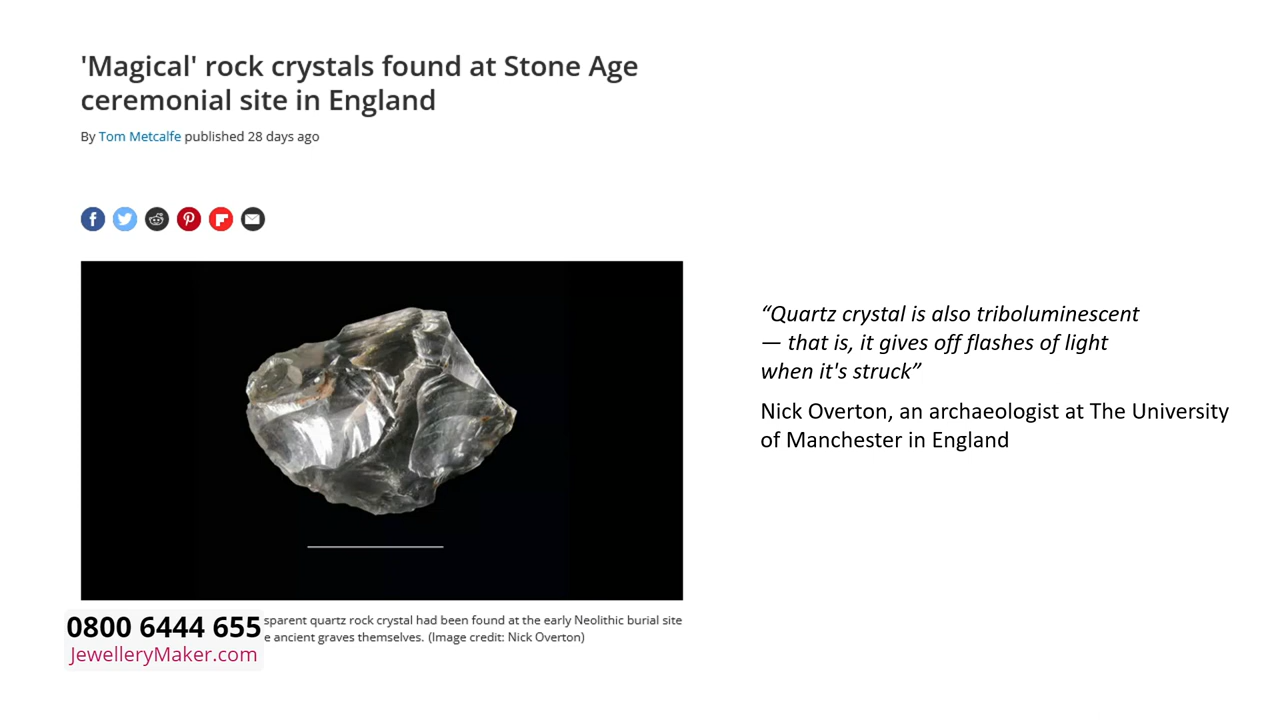 'Magical' rock crystals found at Stone Age
ceremonial site in England
By Tom Metcalfe published 28 days ago
“Quartz crystal is also triboluminescent
— that is, it gives off flashes of light
when it's struck”
Nick Overton, an archaeologist at The University
of Manchester in England
sparent quartz rock crystal had been found at the early Neolithic burial site
e ancient graves themselves. (Image credit: Nick Overton)
0800 6444 655
JewelleryMaker.com